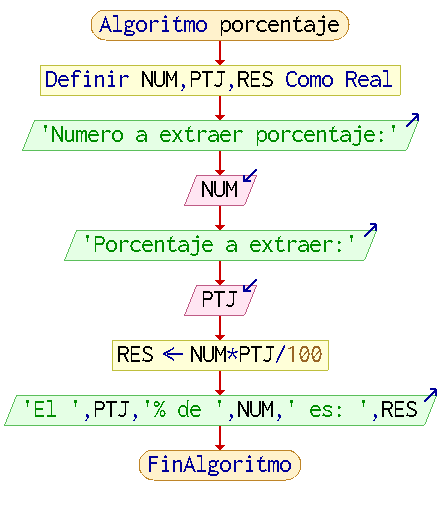 Algoritmo porcentaje
Definir NUM,PTJ,RES Como Real
'Numero a extraer porcentaje:'
NUM
'Porcentaje a extraer:'
PTJ
RES ← NUM*PTJ/100
'El ',PTJ,'% de ',NUM,' es: ',RES
FinAlgoritmo